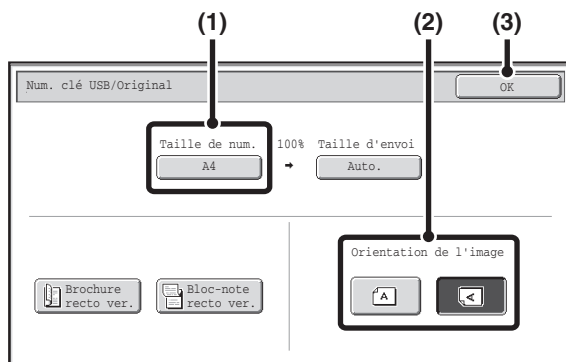 (1) (2) (3)
Num. clé USB/Original OK
Taille de num. 100% Taille d'envoi
A4 Auto.
Orientation de l'image
Brochure Bloc-note
recto ver. recto ver.
A A